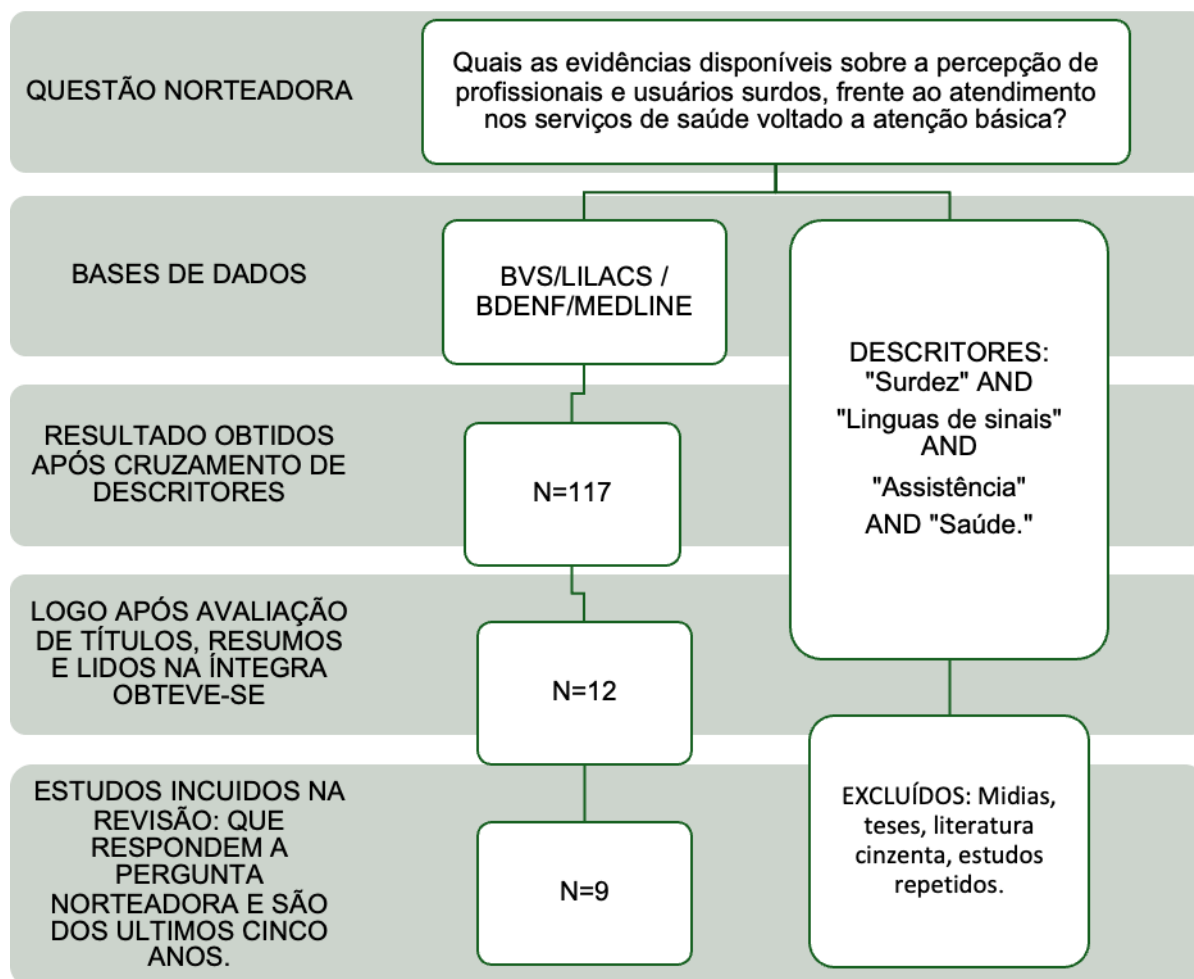 QUESTÃO NORTEADORA
Quais as evidências disponíveis sobre a percepção de
profissionais e usuários surdos, frente ao atendimento
nos serviços de saúde voltado a atenção básica?
BASES DE DADOS
BVS/LILACS /
BDENF/MEDLINE
DESCRITORES:
"Surdez" AND
"Linguas de sinais"
AND
"Assistência"
AND "Saúde."
RESULTADO OBTIDOS
APÓS CRUZAMENTO DE
DESCRITORES
N=117
LOGO APÓS AVALIAÇÃO
DE TÍTULOS, RESUMOS
E LIDOS NA ÍNTEGRA
OBTEVE-SE
N=12
ESTUDOS INCUIDOS NA
REVISÃO: QUE
RESPONDEM A
PERGUNTA
NORTEADORA E SÃO
DOS ULTIMOS CINCO
ANOS.
N=9
EXCLUÍDOS: Midias,
teses, literatura
cinzenta, estudos
repetidos.